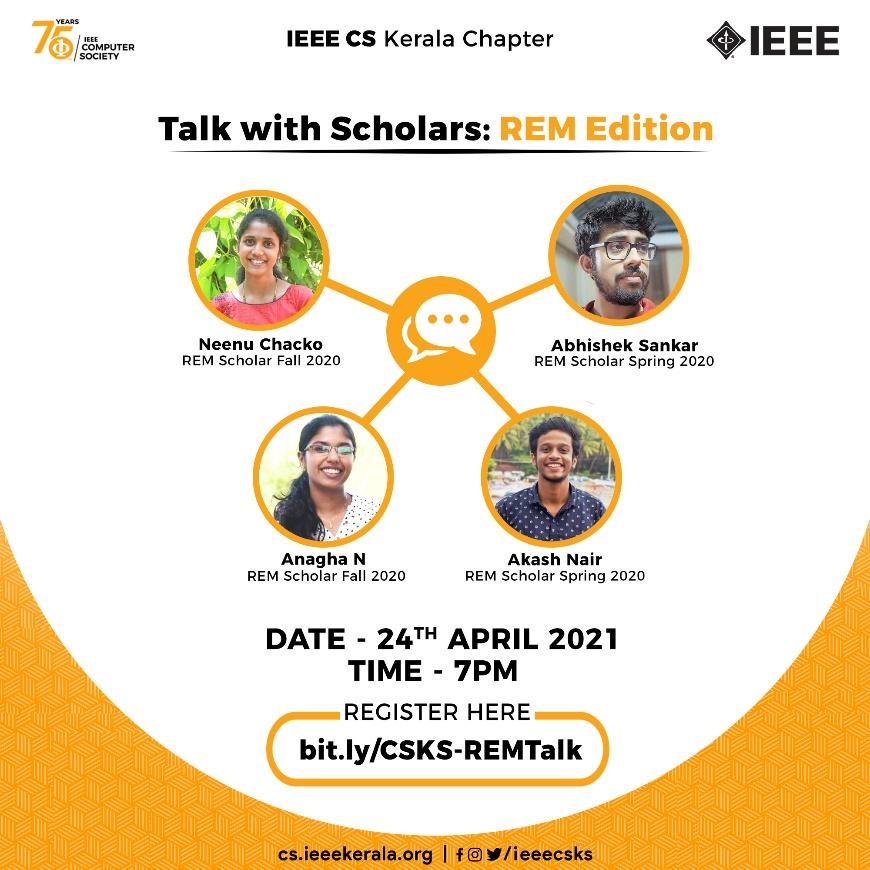 75 YEARS
IEEE
COMPUTER
SOCIETY
IEEE CS Kerala Chapter
IEEE
Talk with Scholars: REM Edition
Neenu Chacko
REM Scholar Fall 2020
Abhishek Sankar
REM Scholar Spring 2020
Anagha N
REM Scholar Fall 2020
Akash Nair
REM Scholar Spring 2020
DATE - 24TH APRIL 2021
TIME - 7PM
REGISTER HERE
bit.ly/CSKS-REMTalk
cs.ieeekerala.org | /ieeecsks